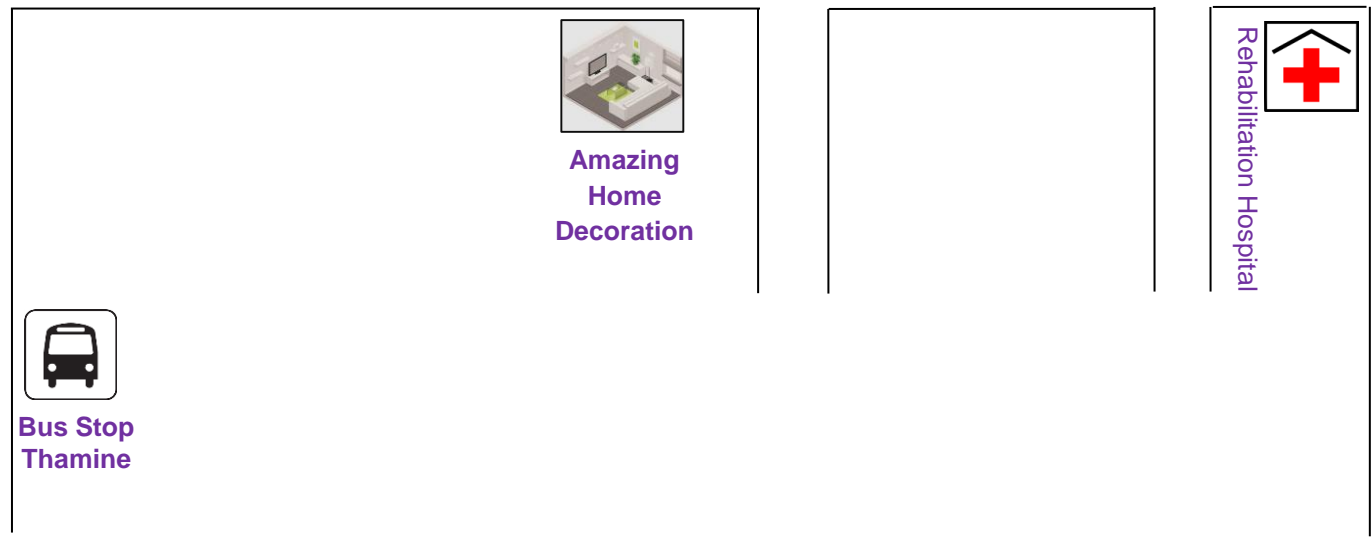 Amazing
Home
Decoration
Rehabilitation Hospital
Bus Stop
Thamine